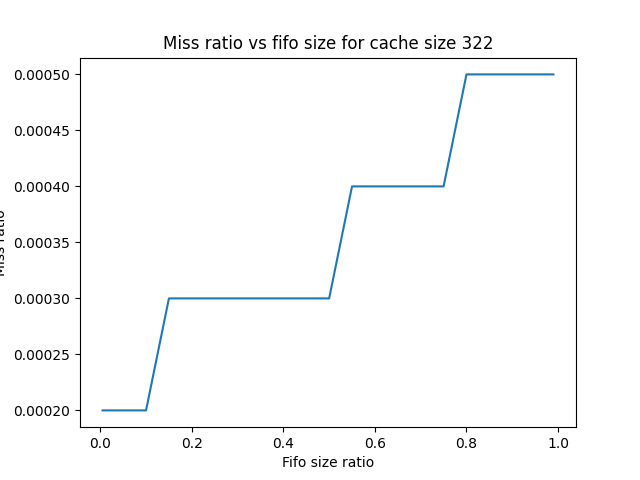 Miss ratio vs fifo size for cache size 322
0.00050
0.00045
0.00040
0.00035
0.00030
0.00025
0.00020
Miss ratio
0.0 0.2 0.4 0.6 0.8 1.0
Fifo size ratio